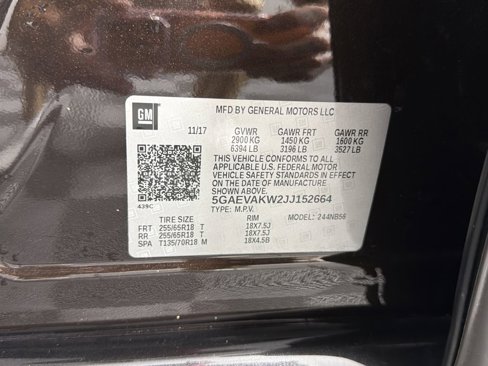 GM
MFD BY GENERAL MOTORS LLC
11/17 GVWR GAWR FRT GAWR RR
2900 KG 1450 KG 1600 KG
6394 LB 3196 LB 3527 LB
THIS VEHICLE CONFORMS TO ALL
APPLICABLE U.S. FEDERAL MOTOR
VEHICLE SAFETY STANDARDS IN EFFECT
ON THE DATE OF MANUFACTURE
SHOWN ABOVE.
5GAEVAKW2JJ152664
439C TYPE: M.P.V.
TIRE SIZE RIM MODEL: 244NB56
FRT 255/65R18 T 18X7.5J
RR 255/65R18 T 18X7.5J
SPA T135/70R18 M 18X4.5B